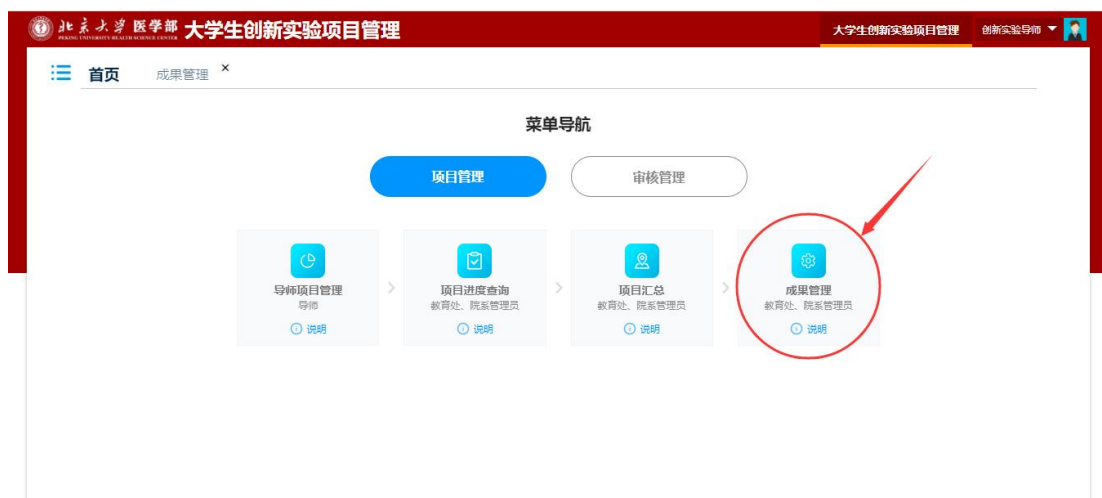 北京大学 医学部 大学生创新实验项目管理
PEKING UNIVERSITY HEALTH SCIENCE CENTER
大学生创新实验项目管理 创新实验导师
首页 成果管理 ×
菜单导航
项目管理 审核管理
导师项目管理
导师
说明
项目进度查询
教育处、院系管理员
说明
项目汇总
教育处、院系管理员
说明
成果管理
教育处、院系管理员
说明